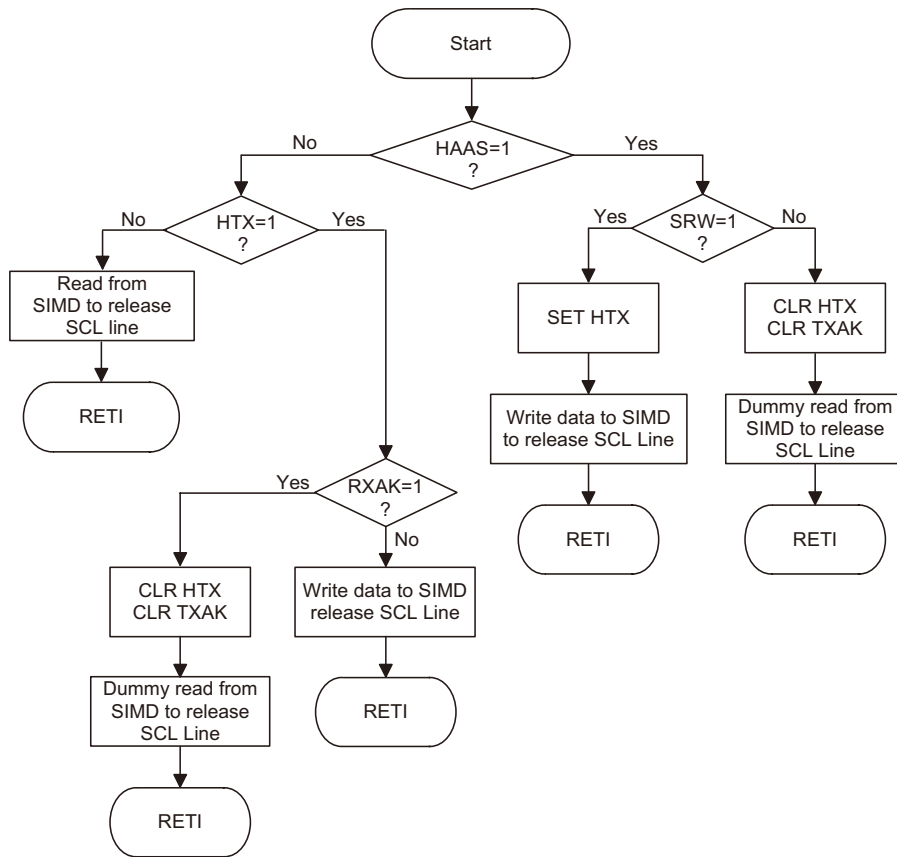 Start
No
HAAS=1
?
Yes
No
HTX=1
?
Yes
Yes
SRW=1
?
No
Read from
SIMD to release
SCL line
SET HTX
CLR HTX
CLR TXAK
RETI
Write data to SIMD
to release SCL Line
Dummy read from
SIMD to release
SCL Line
Yes
RXAK=1
?
No
RETI
RETI
CLR HTX
CLR TXAK
Write data to SIMD
release SCL Line
Dummy read from
SIMD to release
SCL Line
RETI
RETI